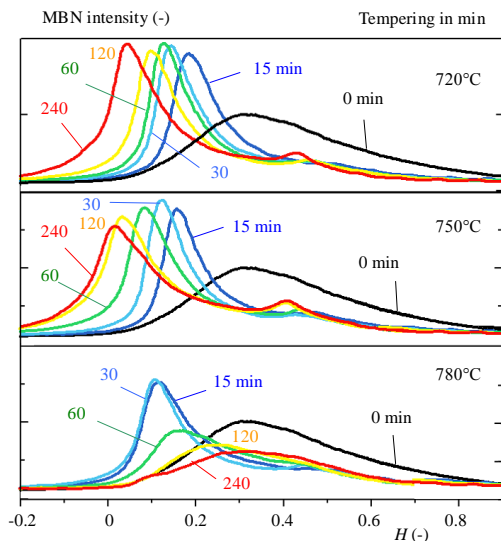 MBN intensity (-) Tempering in min
120 15 min 720°C
60 0 min
240 30
30 750°C
240 120 15 min
60 0 min
780°C
30 15 min
60 120 0 min
240
-0.2 0 0.2 0.4 0.6 0.8
H (-)